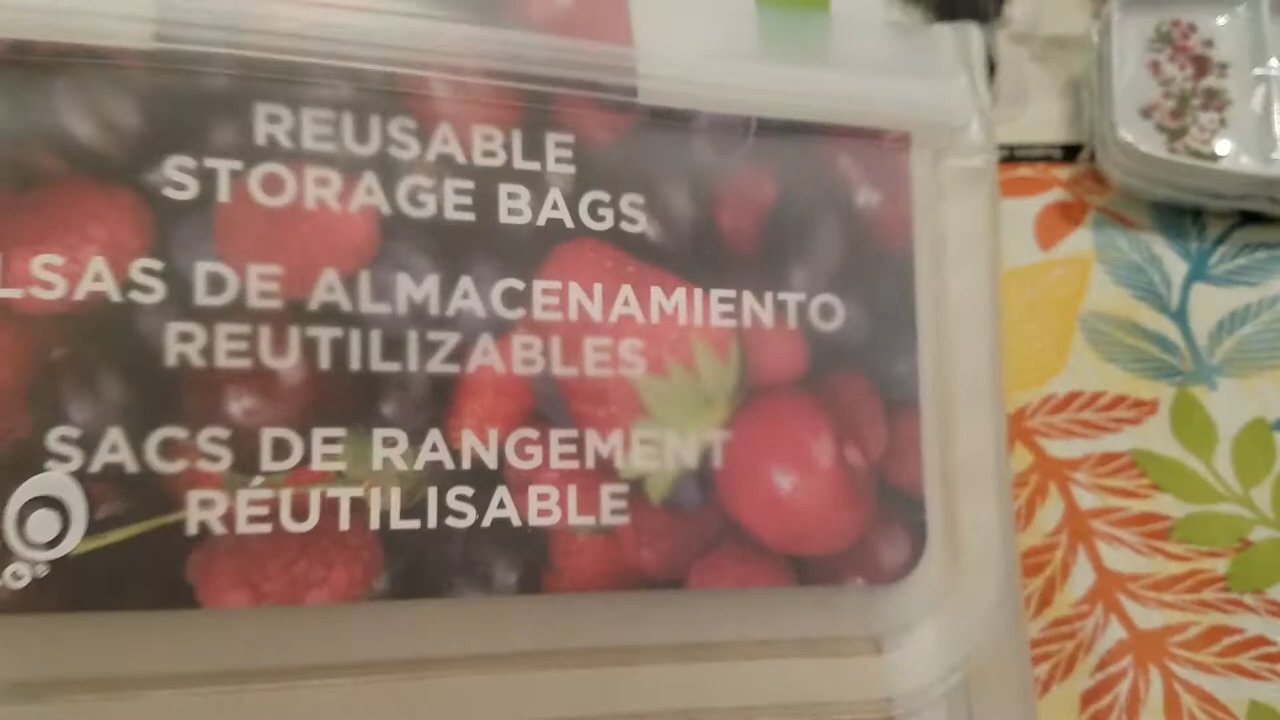 REUSABLE
STORAGE BAGS
LSAS DE ALMACENAMIENTO
REUTILIZABLES
SACS DE RANGEMENT
RÉUTILISABLE